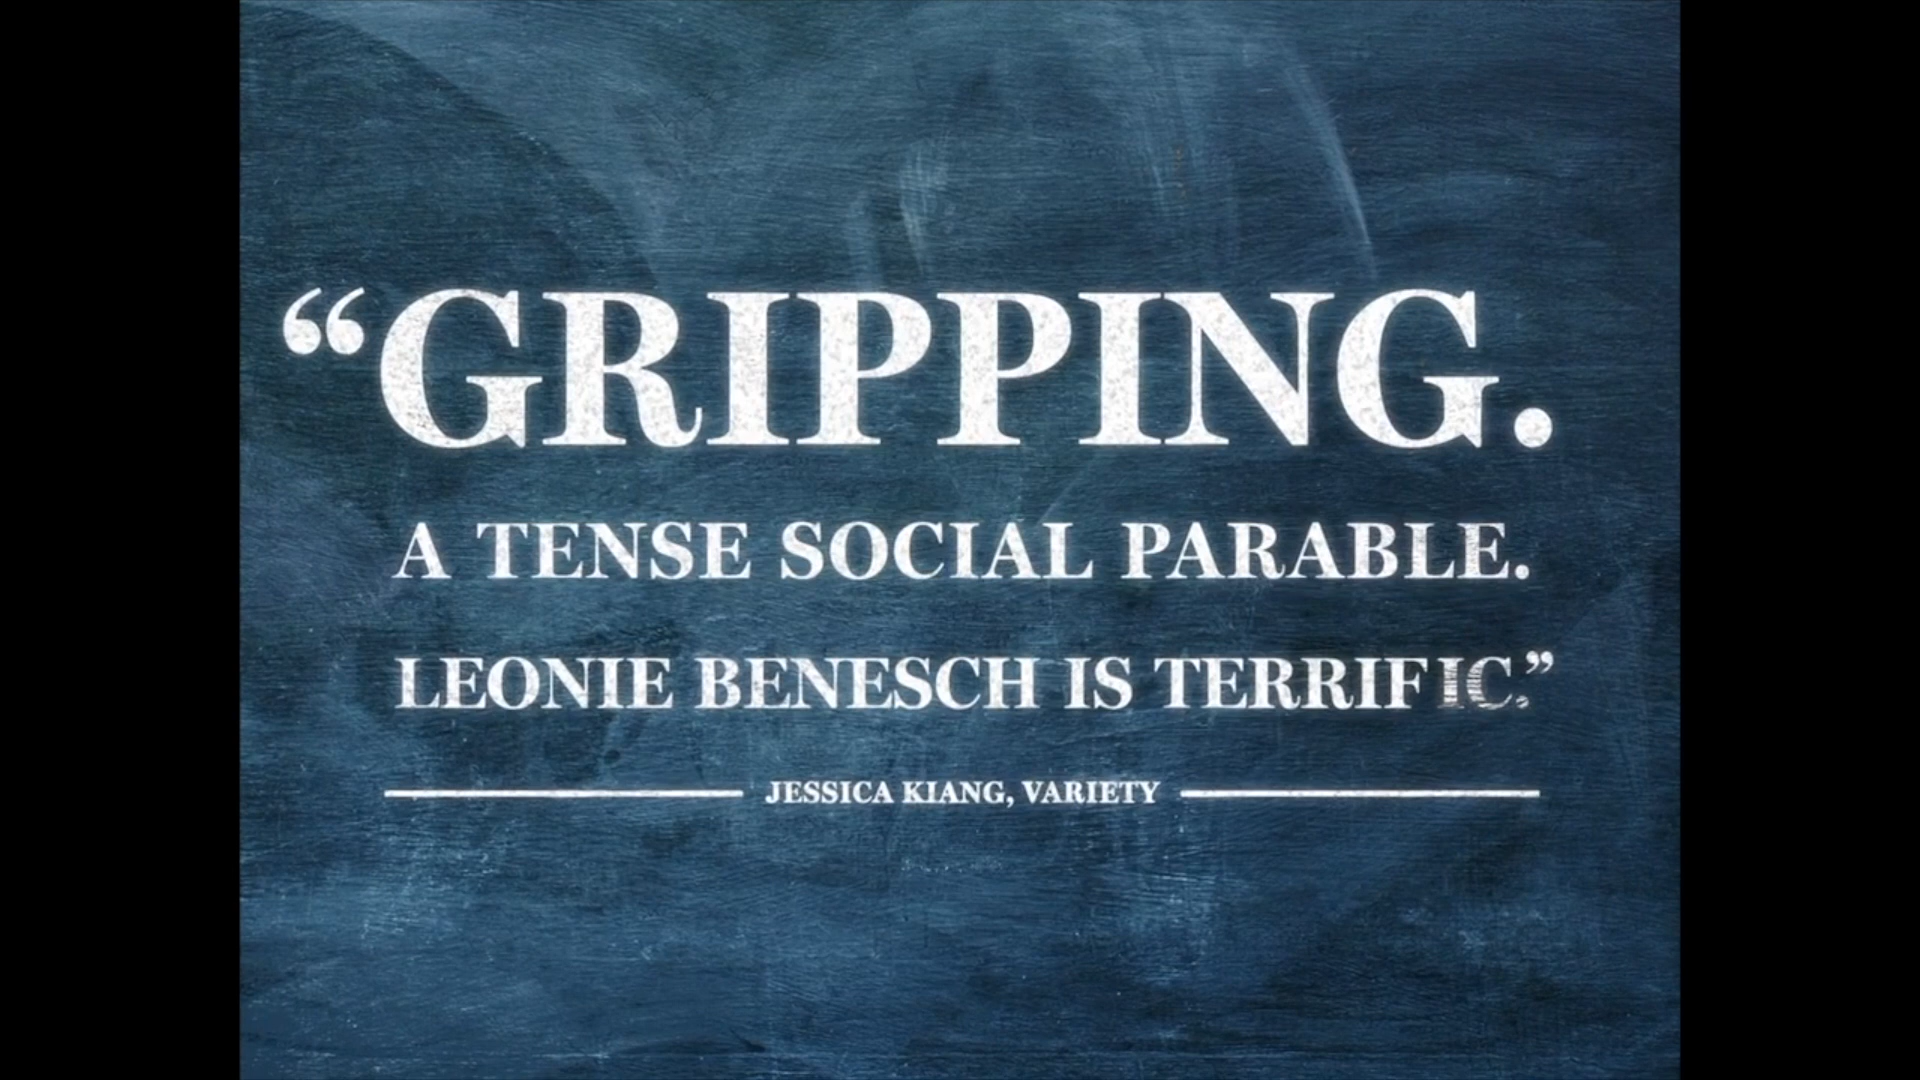 “GRIPPING.
A TENSE SOCIAL PARABLE.
LEONIE BENESCH IS TERRIFIC.”
JESSICA KIANG, VARIETY